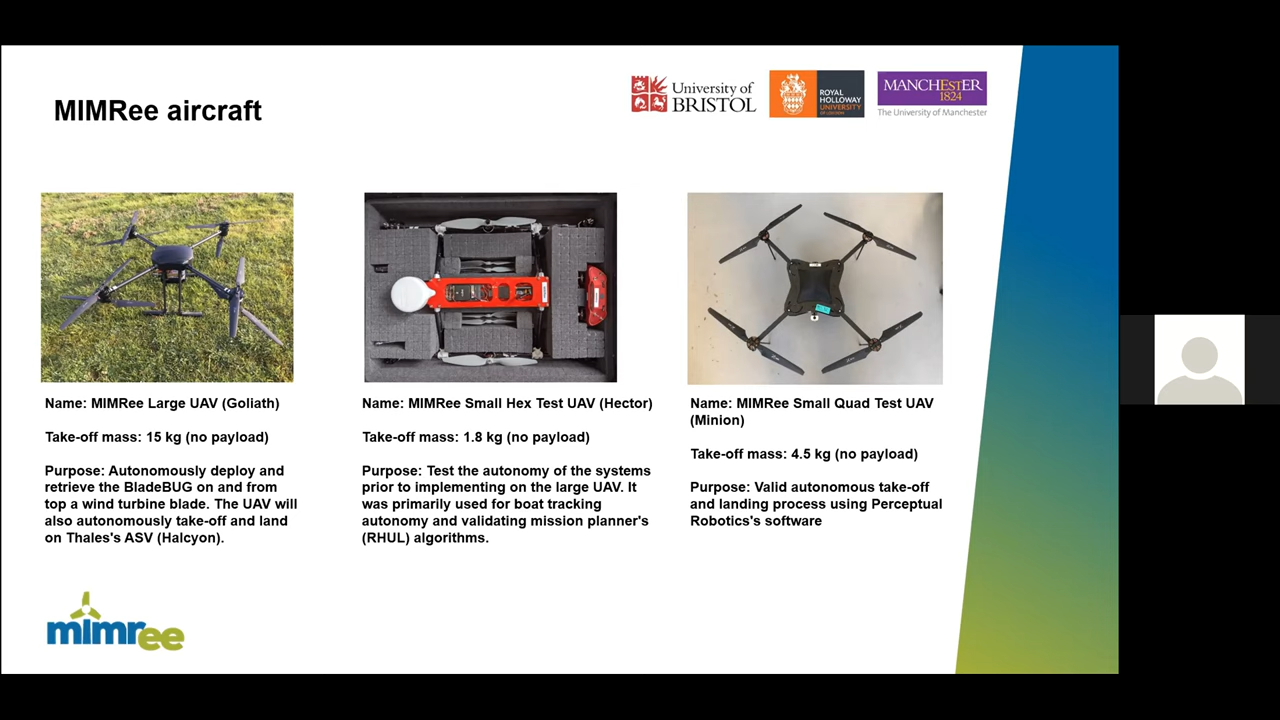 MIMRee aircraft
University of
BRISTOL
ROYAL
HOLLOWAY
UNIVERSITY
OF LONDON
MANCHESTER
1824
The University of Manchester
Name: MIMRee Large UAV (Goliath)
Take-off mass: 15 kg (no payload)
Purpose: Autonomously deploy and
retrieve the BladeBUG on and from
top a wind turbine blade. The UAV will
also autonomously take-off and land
on Thales's ASV (Halcyon).
Name: MIMRee Small Hex Test UAV (Hector)
Take-off mass: 1.8 kg (no payload)
Purpose: Test the autonomy of the systems
prior to implementing on the large UAV. It
was primarily used for boat tracking
autonomy and validating mission planner's
(RHUL) algorithms.
Name: MIMRee Small Quad Test UAV
(Minion)
Take-off mass: 4.5 kg (no payload)
Purpose: Valid autonomous take-off
and landing process using Perceptual
Robotics's software
mimree